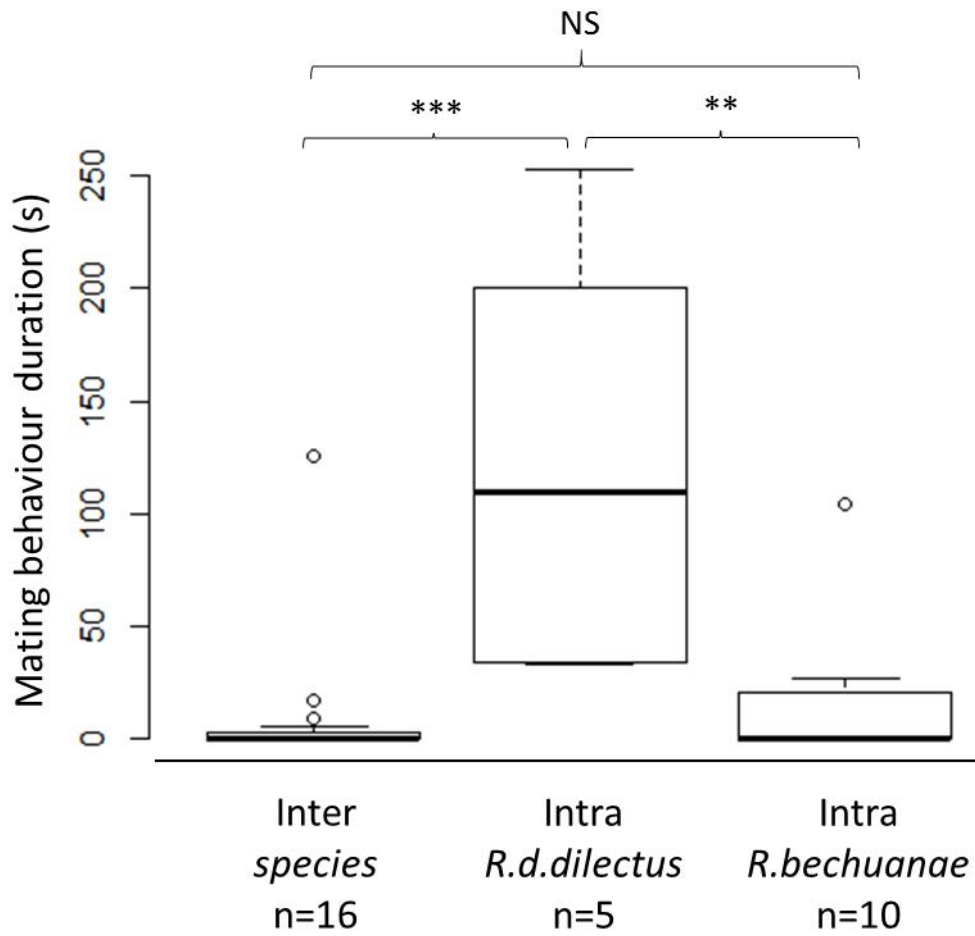 NS
***
**
Mating behaviour duration (s)
250
200
150
100
50
0
Inter
species
n=16
Intra
R.d.dilectus
n=5
Intra
R.bechuanae
n=10